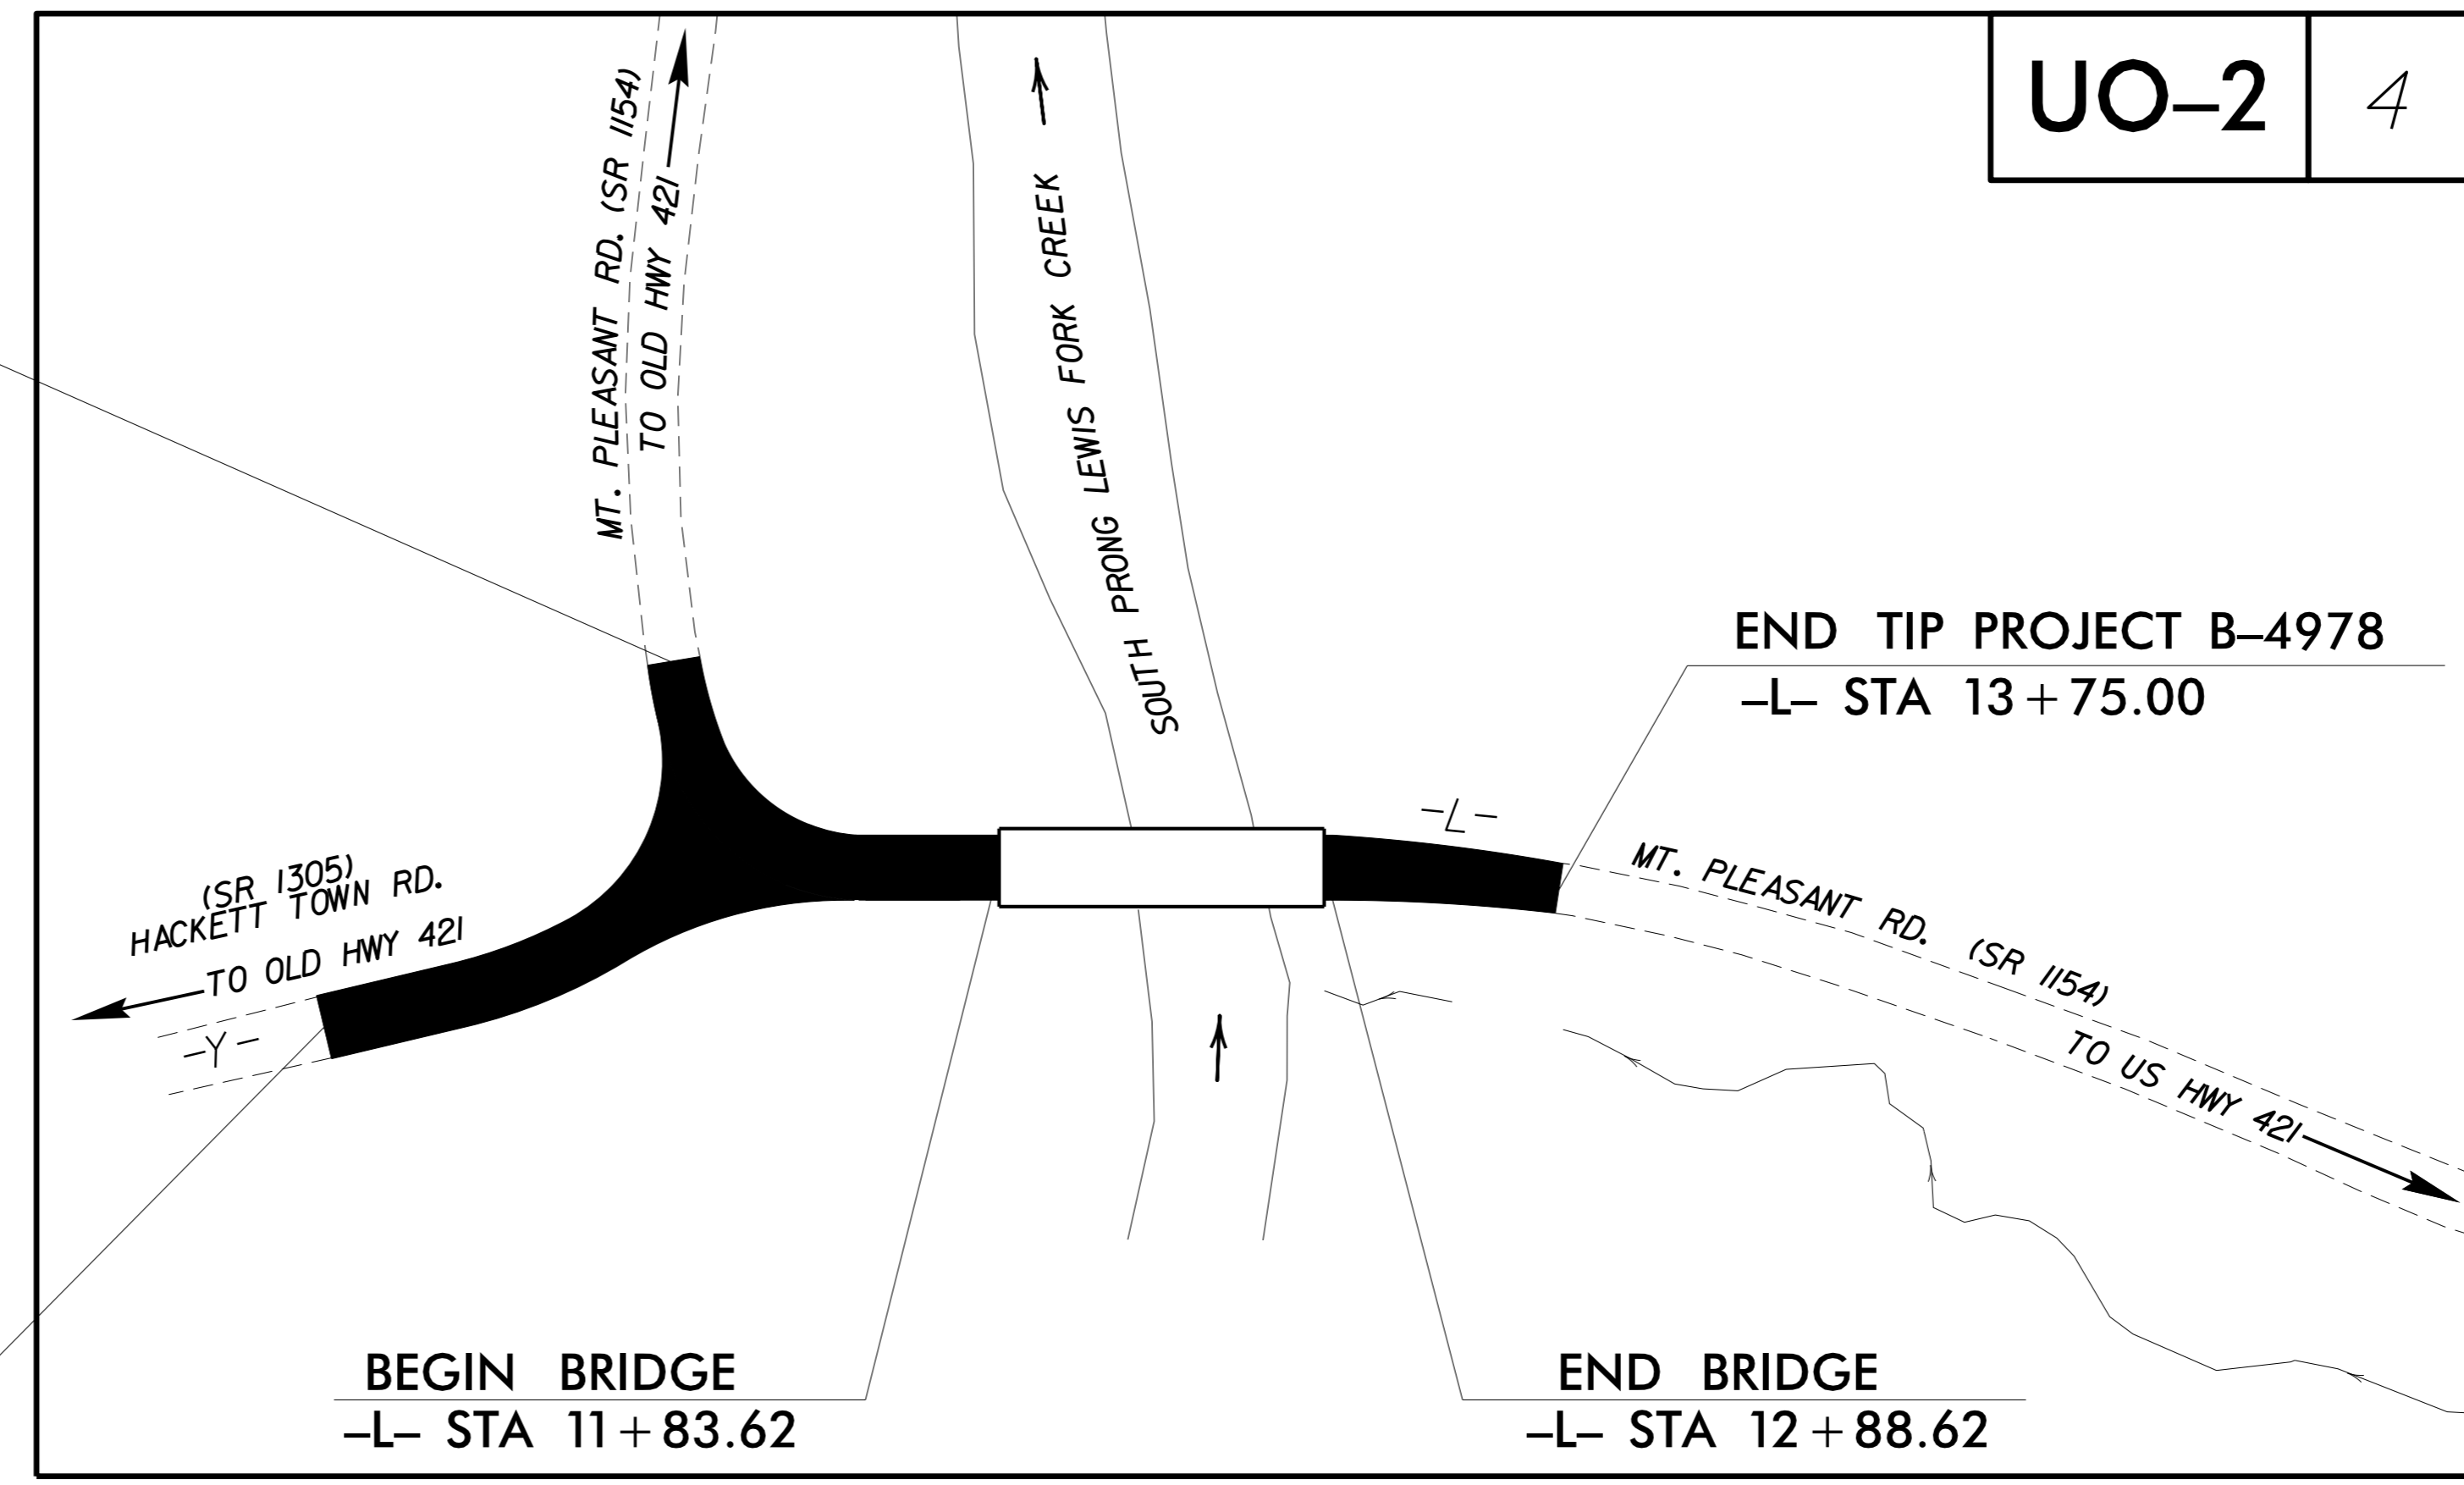 UO–2
4
MT. PLEASANT RD. (SR 1154)
TO OLD HWY 421
SOUTH PRONG LEWIS FORK CREEK
END TIP PROJECT B–4978
–L– STA 13+75.00
–L–
MT. PLEASANT RD. (SR 1154)
TO US HWY 421
(SR 1305)
HACKETT TOWN RD.
TO OLD HWY 421
–Y–
BEGIN BRIDGE
–L– STA 11+83.62
END BRIDGE
–L– STA 12+88.62